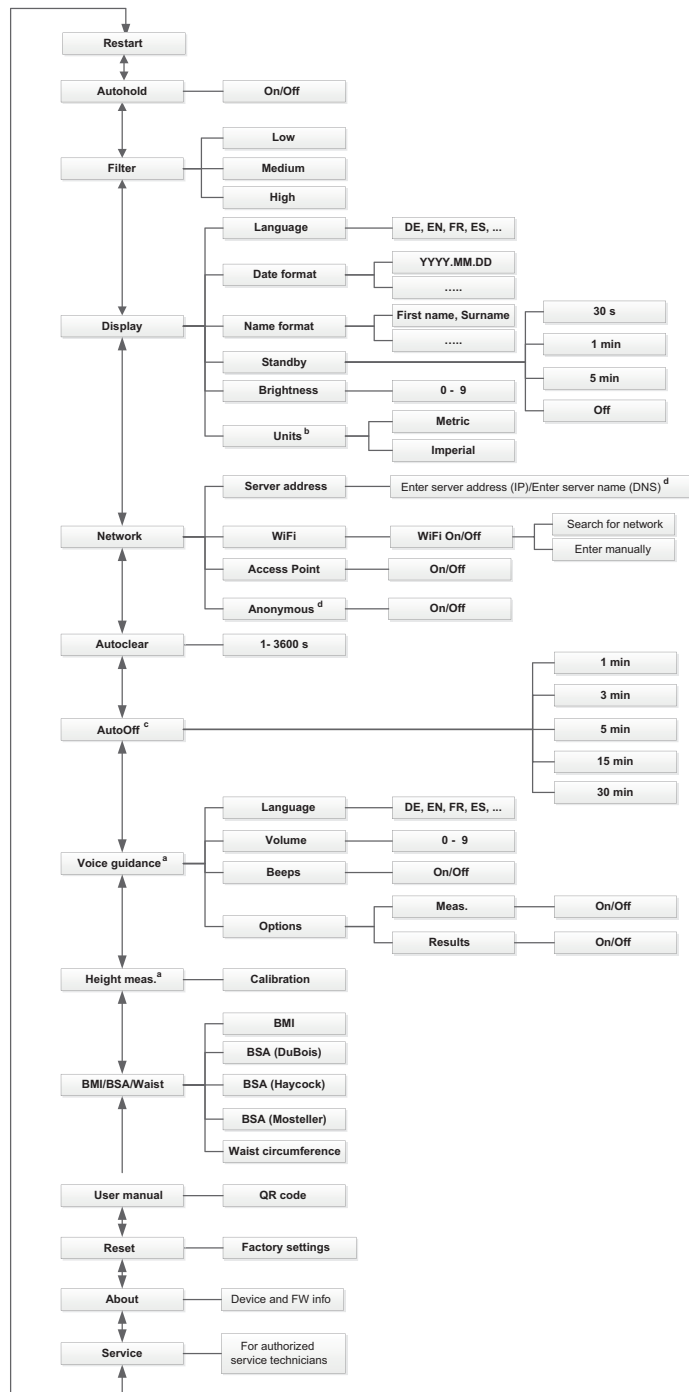 Restart
Autohold
On/Off
Filter
Low
Medium
High
Display
Language
DE, EN, FR, ES, ...
Date format
YYYY.MM.DD
.....
Name format
First name, Surname
.....
Standby
30 s
1 min
5 min
Off
Brightness
0 - 9
Units b
Metric
Imperial
Network
Server address
Enter server address (IP)/Enter server name (DNS) d
WiFi
WiFi On/Off
Search for network
Enter manually
Access Point
On/Off
Anonymous d
On/Off
Autoclear
1- 3600 s
AutoOff c
1 min
3 min
5 min
15 min
30 min
Voice guidance a
Language
DE, EN, FR, ES, ...
Volume
0 - 9
Beeps
On/Off
Options
Meas.
On/Off
Results
On/Off
Height meas. a
Calibration
BMI/BSA/Waist
BMI
BSA (DuBois)
BSA (Haycock)
BSA (Mosteller)
Waist circumference
User manual
QR code
Reset
Factory settings
About
Device and FW info
Service
For authorized
service technicians